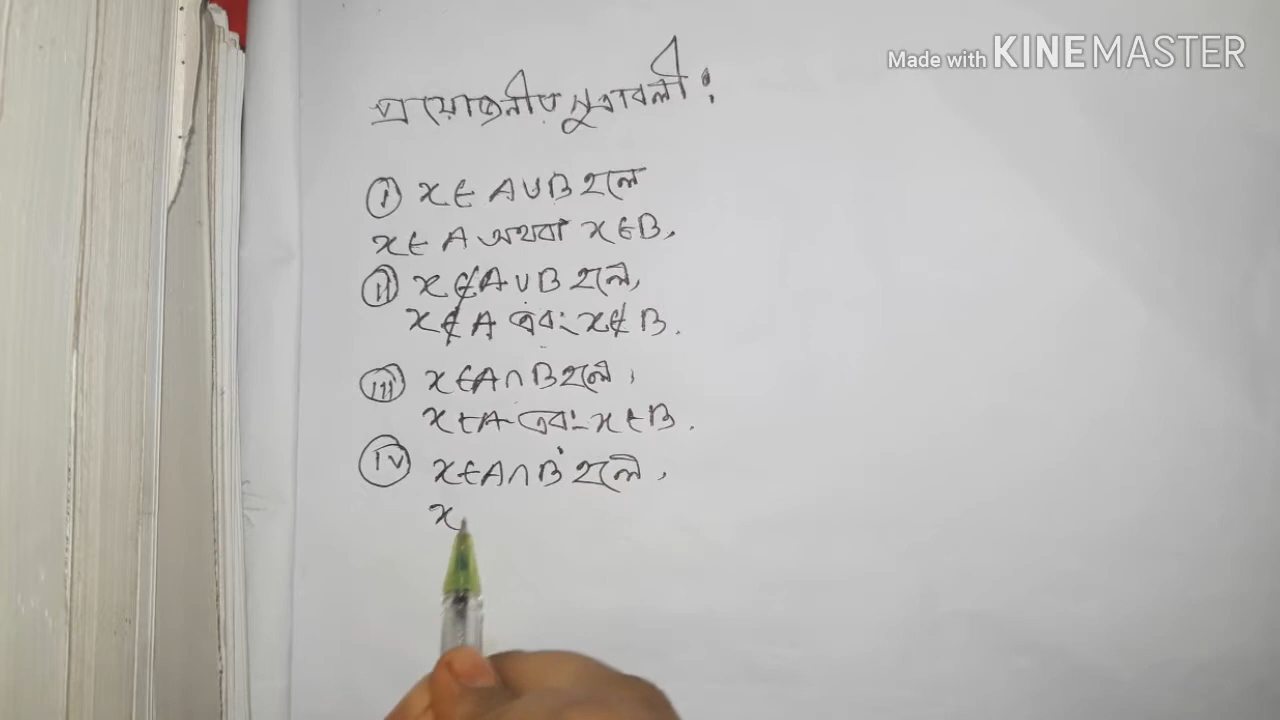 Made with KINEMASTER
প্রয়োজনীয় সুত্রাবলী :
(i) x ∈ A ∪ B হলে
x ∈ A অথবা x ∈ B,
(ii) x ∉ A ∪ B হলে,
x ∉ A এবং x ∉ B.
(iii) x ∈ A ∩ B হলে,
x ∈ A এবং x ∈ B.
(iv) x ∈ A ∩ B হলে,
x